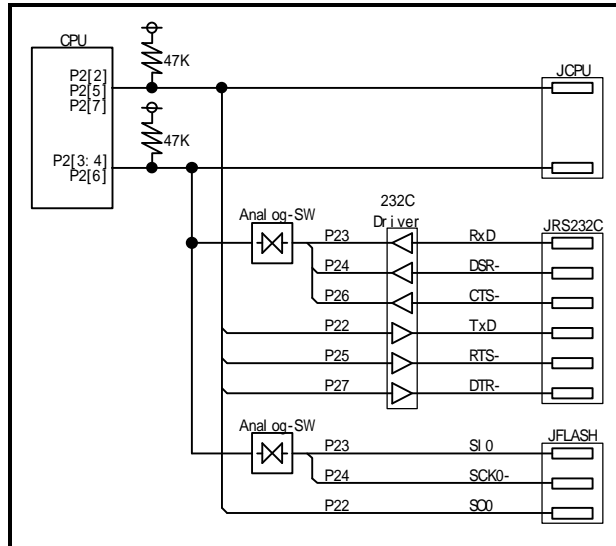 CPU
47K
JCPU
P2[2]
P2[5]
P2[7]
47K
P2[3:4]
P2[6]
232C
Driver
Analog-SW
JRS232C
P23 RxD
P24 DSR-
P26 CTS-
P22 TxD
P25 RTS-
P27 DTR-
Analog-SW
JFLASH
P23 SI0
P24 SCK0-
P22 SO0